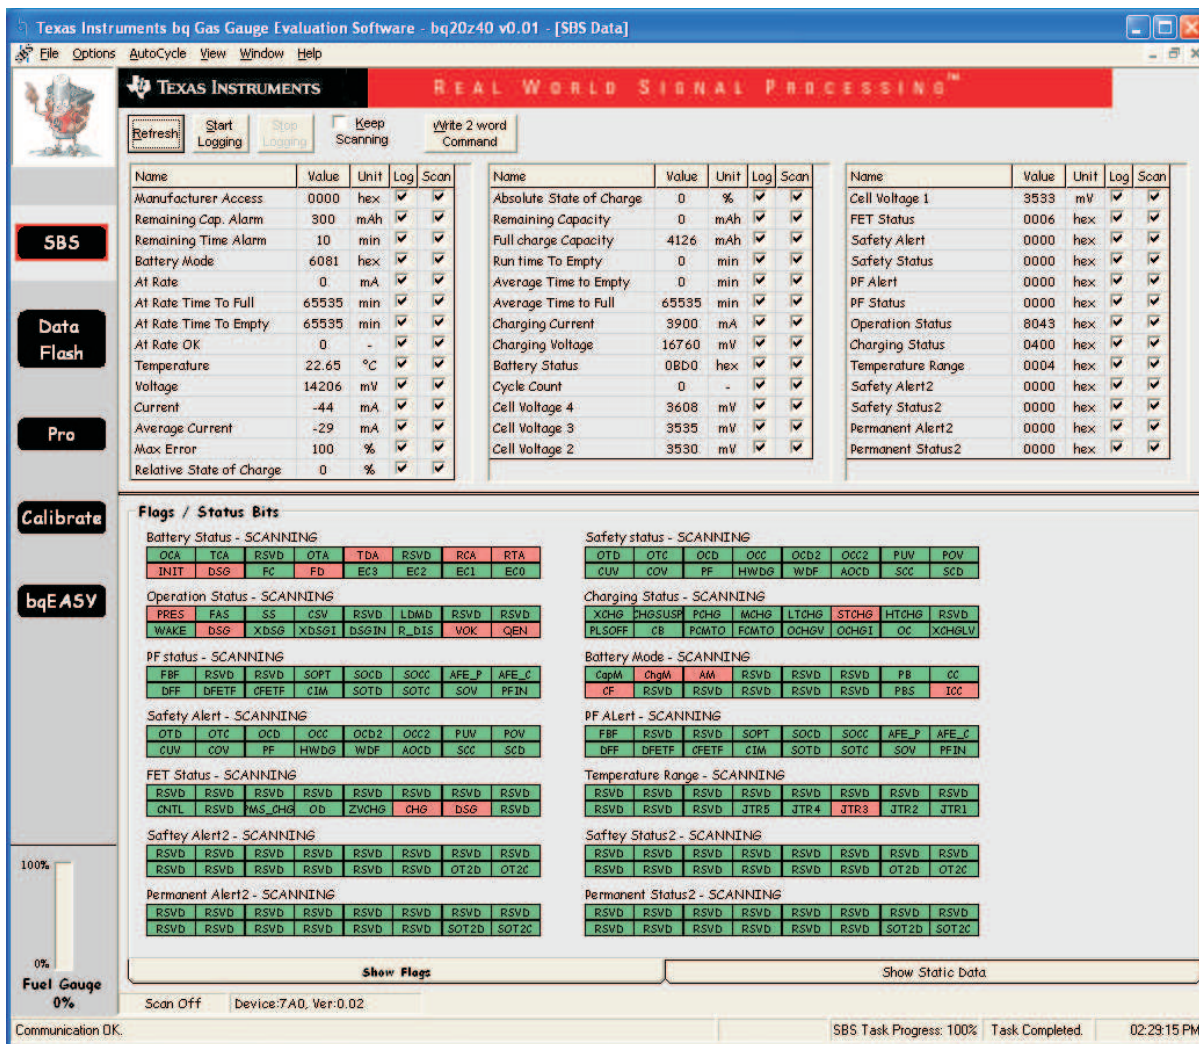 Texas Instruments bq Gas Gauge Evaluation Software - bq20z40 v0.01 - [SBS Data]
File Options AutoCycle View Window Help
TEXAS INSTRUMENTS REAL WORLD SIGNAL PROCESSING™
Refresh Start Logging Stop Logging Keep Scanning Write 2 word Command
SBS
Data Flash
Pro
Calibrate
bqEASY
Name Value Unit Log Scan
Manufacturer Access 0000 hex
Remaining Cap. Alarm 300 mAh
Remaining Time Alarm 10 min
Battery Mode 6081 hex
At Rate 0 mA
At Rate Time To Full 65535 min
At Rate Time To Empty 65535 min
At Rate OK 0 -
Temperature 22.65 °C
Voltage 14206 mV
Current -44 mA
Average Current -29 mA
Max Error 100 %
Relative State of Charge 0 %
Name Value Unit Log Scan
Absolute State of Charge 0 %
Remaining Capacity 0 mAh
Full charge Capacity 4126 mAh
Run time To Empty 0 min
Average Time to Empty 0 min
Average Time to Full 65535 min
Charging Current 3900 mA
Charging Voltage 16760 mV
Battery Status 0BD0 hex
Cycle Count 0 -
Cell Voltage 4 3608 mV
Cell Voltage 3 3535 mV
Cell Voltage 2 3530 mV
Name Value Unit Log Scan
Cell Voltage 1 3533 mV
FET Status 0006 hex
Safety Alert 0000 hex
Safety Status 0000 hex
PF Alert 0000 hex
PF Status 0000 hex
Operation Status 8043 hex
Charging Status 0400 hex
Temperature Range 0004 hex
Safety Alert2 0000 hex
Safety Status2 0000 hex
Permanent Alert2 0000 hex
Permanent Status2 0000 hex
Flags / Status Bits
Battery Status - SCANNING
OCA TCA RSVD OTA TDA RSVD RCA RTA
INIT DSG FC FD EC3 EC2 EC1 EC0
Safety status - SCANNING
OTD OTC OCD OCC OCD2 OCC2 PUV POV
CUV COV PF HWDG WDF AOCD SCC SCD
Operation Status - SCANNING
PRES FAS SS CSV RSVD LDMD RSVD RSVD
WAKE DSG XDSG XDSGI DSGIN R_DIS VOK QEN
Charging Status - SCANNING
XCHG CHGSUSP PCHG MCHG LTCHG STCHG HTCHG RSVD
PLSOFF CB PCMTO FCMTO OCHGV OCHGI OC XCHGLV
PF status - SCANNING
FBF RSVD RSVD SOPT SOCD SOCC AFE_P AFE_C
DFF DFETF CFETF CIM SOTD SOTC SOV PFIN
Battery Mode - SCANNING
CapM ChgM AM RSVD RSVD RSVD PB CC
CF RSVD RSVD RSVD RSVD RSVD PBS ICC
Safety Alert - SCANNING
OTD OTC OCD OCC OCD2 OCC2 PUV POV
CUV COV PF HWDG WDF AOCD SCC SCD
PF ALert - SCANNING
FBF RSVD RSVD SOPT SOCD SOCC AFE_P AFE_C
DFF DFETF CFETF CIM SOTD SOTC SOV PFIN
FET Status - SCANNING
RSVD RSVD RSVD RSVD RSVD RSVD RSVD RSVD
CNTL RSVD PMS_CHG OD ZVCHG CHG DSG RSVD
Temperature Range - SCANNING
RSVD RSVD RSVD RSVD RSVD RSVD RSVD RSVD
RSVD RSVD RSVD JTR5 JTR4 JTR3 JTR2 JTR1
Saftey Alert2 - SCANNING
RSVD RSVD RSVD RSVD RSVD RSVD RSVD RSVD
RSVD RSVD RSVD RSVD RSVD RSVD OT2D OT2C
Saftey Status2 - SCANNING
RSVD RSVD RSVD RSVD RSVD RSVD RSVD RSVD
RSVD RSVD RSVD RSVD RSVD RSVD OT2D OT2C
Permanent Alert2 - SCANNING
RSVD RSVD RSVD RSVD RSVD RSVD RSVD RSVD
RSVD RSVD RSVD RSVD RSVD RSVD SOT2D SOT2C
Permanent Status2 - SCANNING
RSVD RSVD RSVD RSVD RSVD RSVD RSVD RSVD
RSVD RSVD RSVD RSVD RSVD RSVD SOT2D SOT2C
100%
0%
Fuel Gauge
0%
Show Flags Show Static Data
Scan Off Device:7A0, Ver:0.02
Communication OK. SBS Task Progress: 100% Task Completed. 02:29:15 PM